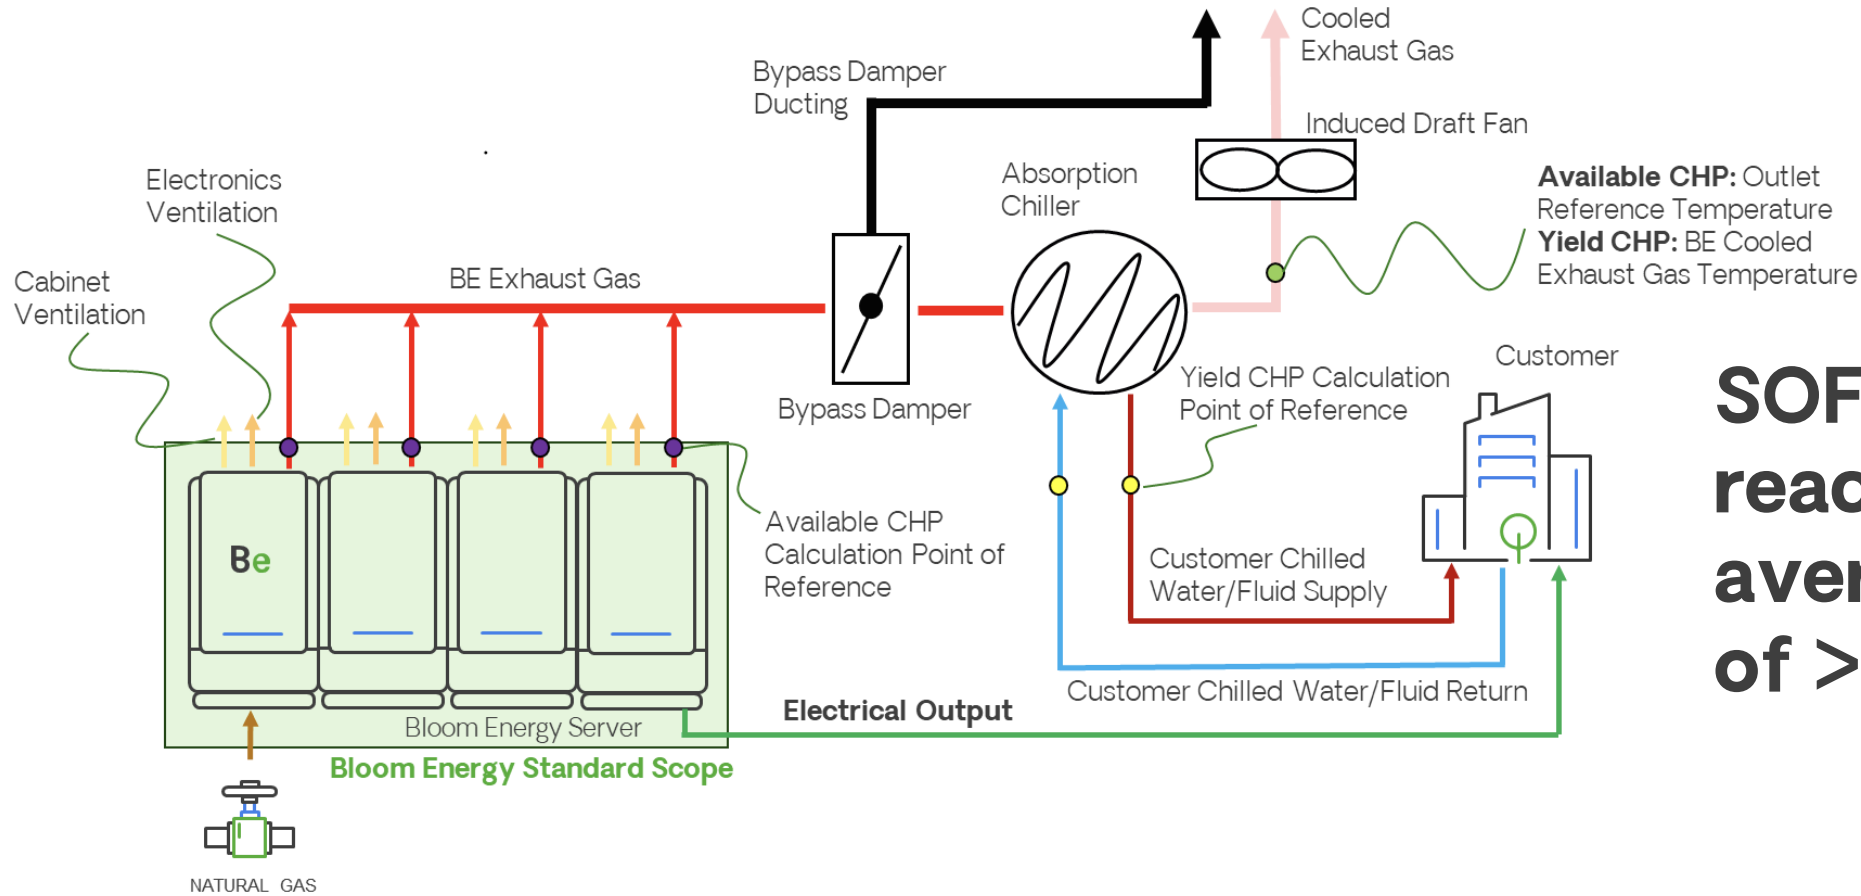 Cooled
Exhaust Gas
Bypass Damper
Ducting
Induced Draft Fan
Absorption
Chiller
Available CHP: Outlet
Reference Temperature
Yield CHP: BE Cooled
Exhaust Gas Temperature
Electronics
Ventilation
Cabinet
Ventilation
BE Exhaust Gas
Bypass Damper
Yield CHP Calculation
Point of Reference
Customer
SOF
reac
aver
of >
Available CHP
Calculation Point of
Reference
Be
Customer Chilled
Water/Fluid Supply
Customer Chilled Water/Fluid Return
Electrical Output
Bloom Energy Server
Bloom Energy Standard Scope
NATURAL GAS